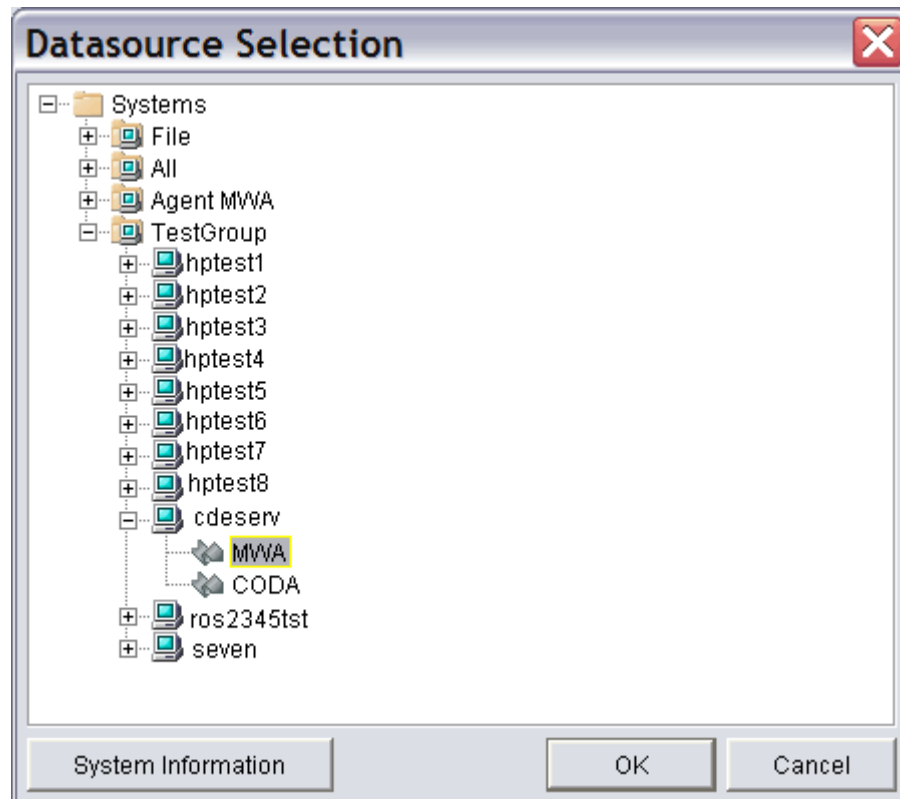 Datasource Selection
Systems
File
All
Agent MWA
TestGroup
hptest1
hptest2
hptest3
hptest4
hptest5
hptest6
hptest7
hptest8
cdeserv
MWA
CODA
ros2345tst
seven
System Information OK Cancel